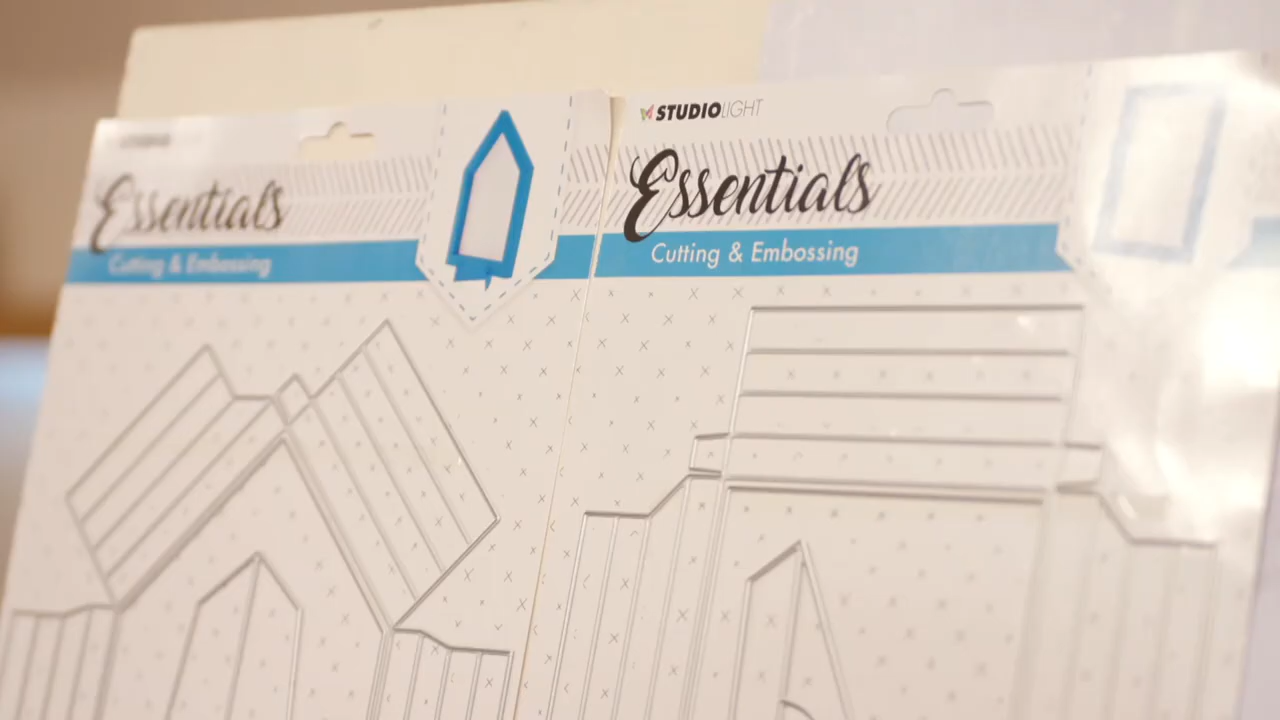 Essentials
Cutting & Embossing
STUDIOLIGHT
Essentials
Cutting & Embossing